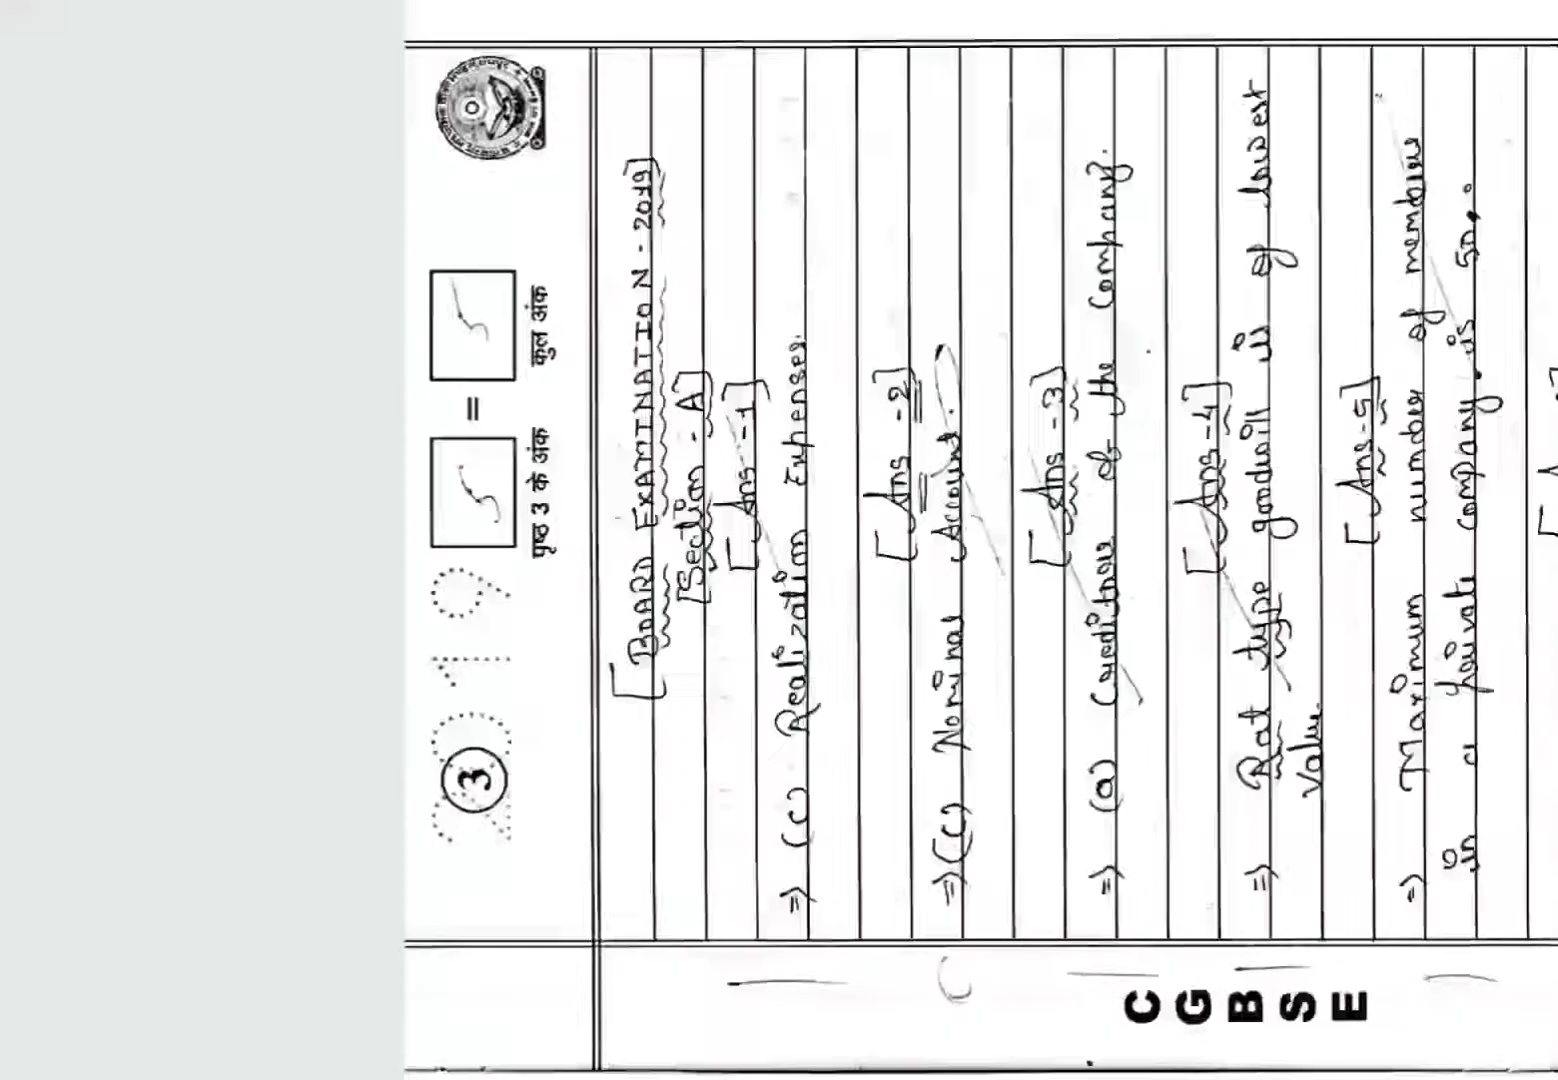 3
पृष्ठ 3 के अंक
=
कुल अंक
[BOARD EXAMINATION - 2019]
[Section - A]
[Ans - 1]
=> (c) Realization Expenses.
[Ans - 2]
=> (c) Nominal Account.
[Ans - 3]
=> (a) Creditors of the company.
[Ans - 4]
=> Rat type goodwill is of lowest
value.
[Ans - 5]
=> Maximum number of members
in a private company is 50.
C G B S E